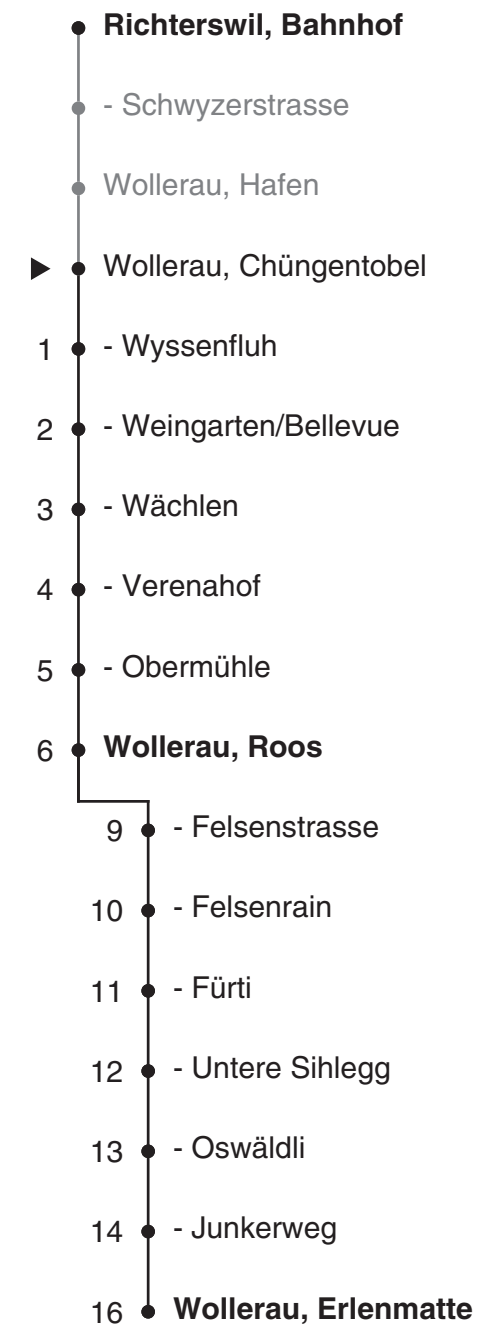 Richterswil, Bahnhof
- Schwyzerstrasse
Wollerau, Hafen
Wollerau, Chüngentobel
1 - Wyssenfluh
2 - Weingarten/Bellevue
3 - Wächlen
4 - Verenahof
5 - Obermühle
6 Wollerau, Roos
9 - Felsenstrasse
10 - Felsenrain
11 - Fürti
12 - Untere Sihlegg
13 - Oswäldli
14 - Junkerweg
16 Wollerau, Erlenmatte